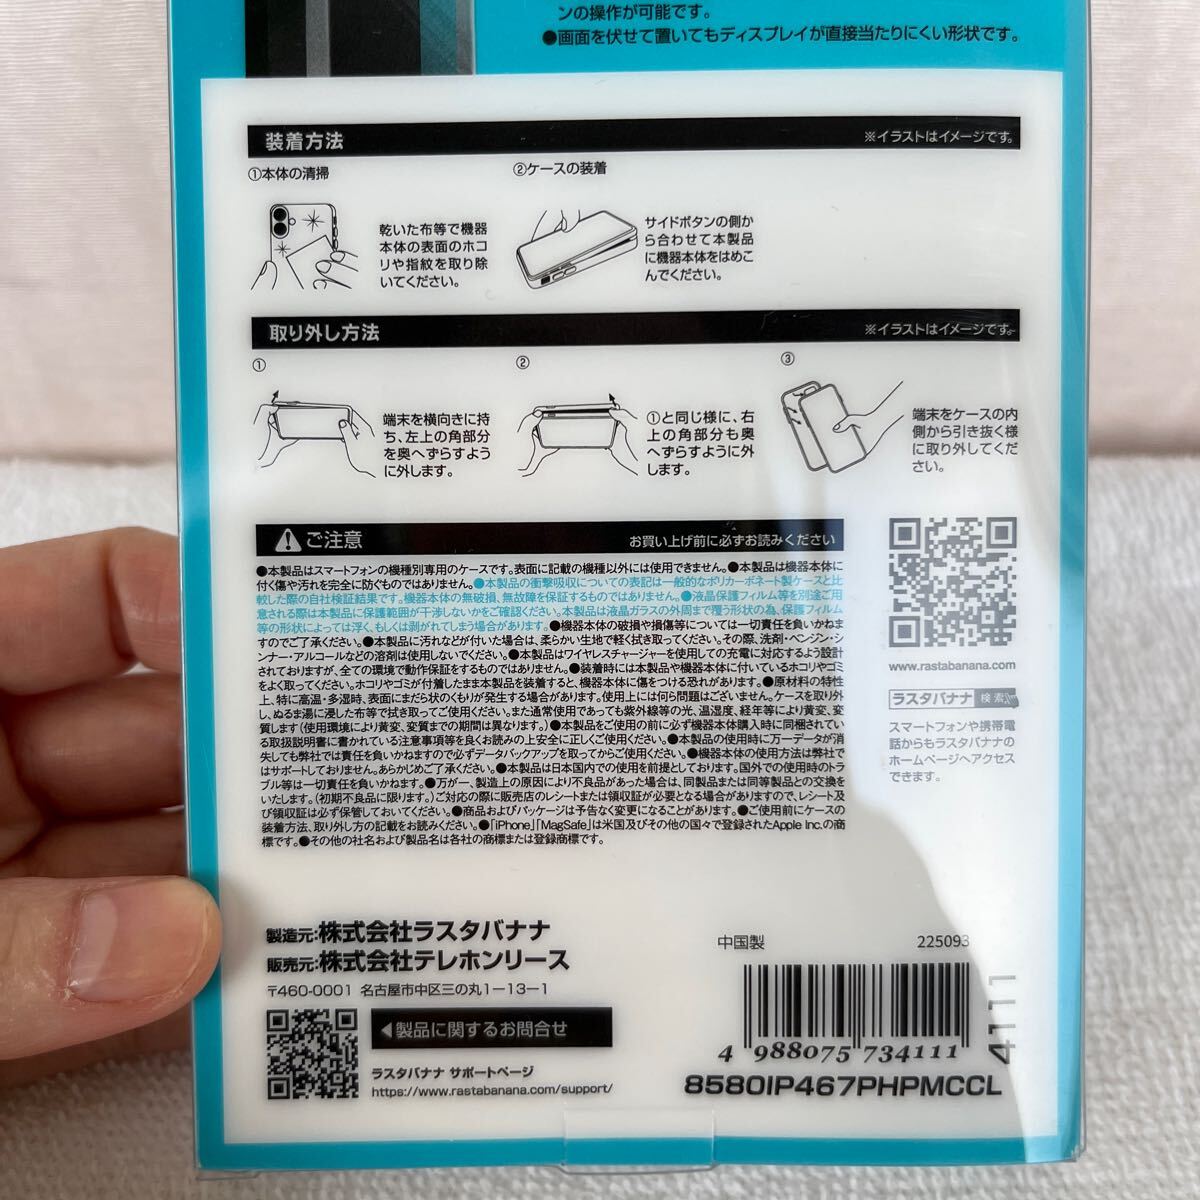 ンの操作が可能です。
●画面を伏せて置いてもディスプレイが直接当たりにくい形状です。
装着方法
※イラストはイメージです。
①本体の清掃
乾いた布等で機器
本体の表面のホコ
リや指紋を取り除
いてください。
②ケースの装着
サイドボタンの側か
ら合わせて本製品
に機器本体をはめこ
んでください。
取り外し方法
※イラストはイメージです。
①
端末を横向きに持
ち、左上の角部分
を奥へずらすよう
に外します。
②
①と同じ様に、右
上の角部分も奥
へずらすように外
します。
③
端末をケースの内
側から引き抜く様
に取り外してくだ
さい。
ご注意
お買い上げ前に必ずお読みください
●本製品はスマートフォンの機種別専用のケースです。表面に記載の機種以外には使用できません。●本製品は機器本体に
付く傷や汚れを完全に防ぐものではありません。●本製品の衝撃吸収についての表記は一般的なポリカーボネート製ケースと比
較した際の自社検証結果です。機器本体の無破損、無故障を保証するものではありません。●液晶保護フィルム等を別途ご用
意される際は本製品に保護範囲が干渉しないかをご確認ください。本製品は液晶ガラスの外周まで覆う形状の為、保護フィルム
等の形状によっては浮く、もしくは剥がれてしまう場合があります。●機器本体の破損や損傷等については一切責任を負いかねま
すのでご了承ください。●本製品に汚れなどが付いた場合は、柔らかい生地で軽く拭き取ってください。その際、洗剤・ベンジン・シ
ンナー・アルコールなどの溶剤は使用しないでください。●本製品はワイヤレスチャージャーを使用しての充電に対応するよう設計
されておりますが、全ての環境で動作保証をするものではありません。●装着時には本製品や機器本体に付いているホコリやゴミ
をよく取ってください。ホコリやゴミが付着したまま本製品を装着すると、機器本体に傷をつける恐れがあります。●原材料の特性
上、特に高温・多湿時、表面にまだら状のくもりが発生する場合があります。使用上には何ら問題はございません。ケースを取り外
し、ぬるま湯に浸した布等で拭き取ってご使用ください。また通常使用であっても紫外線等の光、温湿度、経年等により黄変、変
質します(使用環境により黄変、変質までの期間は異なります。)●本製品をご使用の前に必ず機器本体購入時に同梱されてい
る取扱説明書に書かれている注意事項等を良くお読みの上安全に正しくご使用ください。●本製品の使用時に万一データが消
失しても弊社では責任を負いかねますので必ずデータバックアップを取ってからご使用ください。●機器本体の使用方法は弊社で
はサポートしておりません。あらかじめご了承ください。●本製品は日本国内での使用を前提としております。国外での使用時のトラ
ブル等は一切責任を負いかねます。●万が一、製造上の原因により不良品があった場合は、同製品または同等製品との交換を
いたします。(初期不良品に限ります。)ご対応の際に販売店のレシートまたは領収証が必要となる場合がありますので、レシート及
び領収証は必ず保管しておいてください。●商品およびパッケージは予告なく変更になることがあります。●ご使用前にケースの
装着方法、取り外し方の記載をお読みください。●「iPhone」「MagSafe」は米国及びその他の国々で登録されたApple Inc.の商
標です。●その他の社名および製品名は各社の商標または登録商標です。
www.rastabanana.com
ラスタバナナ 検索
スマートフォンや携帯電
話からもラスタバナナの
ホームページへアクセス
できます。
製造元:株式会社ラスタバナナ
販売元:株式会社テレホンリース
〒460-0001 名古屋市中区三の丸1-13-1
◀製品に関するお問合せ
ラスタバナナ サポートページ
https://www.rastabanana.com/support/
中国製
225093
4 988075 734111
4111
8580IP467PHPMCCL